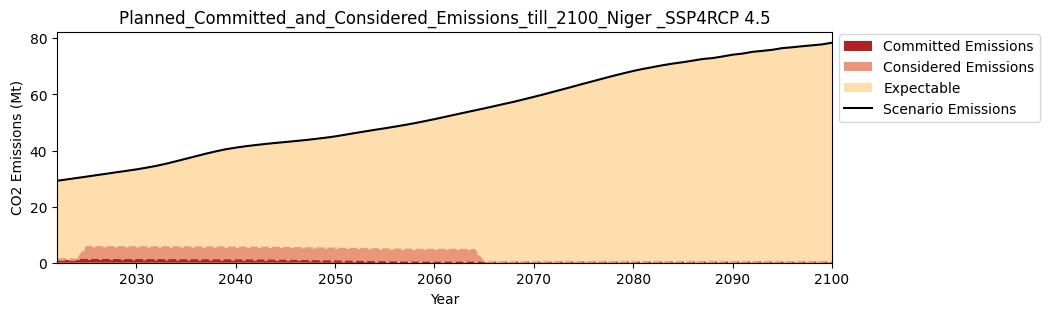 Planned_Committed_and_Considered_Emissions_till_2100_Niger _SSP4RCP 4.5
80
60
40
20
0
CO2 Emissions (Mt)
2030 2040 2050 2060 2070 2080 2090 2100
Year
Committed Emissions
Considered Emissions
Expectable
Scenario Emissions